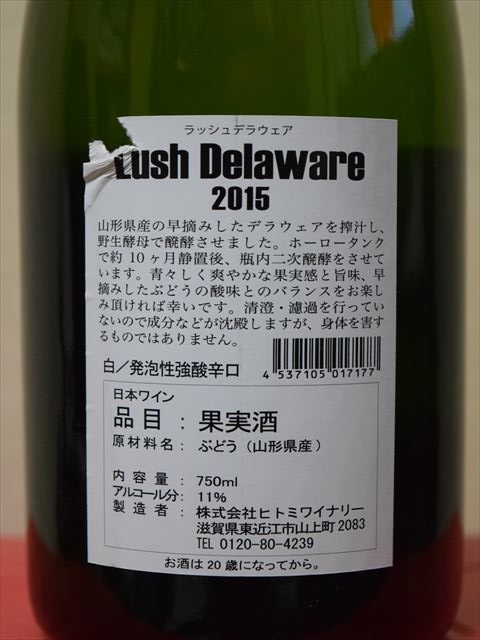 ラッシュデラウェア
Lush Delaware
2015
山形県産の早摘みしたデラウェアを搾汁し、
野生酵母で醗酵させました。ホーロータンク
で約 10 ヶ月静置後、瓶内二次醗酵をさせて
います。青々しく爽やかな果実感と旨味、早
摘みしたぶどうの酸味とのバランスをお楽し
み頂ければ幸いです。清澄・濾過を行ってい
ないので成分などが沈殿しますが、身体を害す
るものではありません。
白/発泡性強酸辛口
4 537105 017177
日本ワイン
品目：果実酒
原材料名：ぶどう（山形県産）
内容量：750ml
アルコール分：11%
製造者：株式会社ヒトミワイナリー
滋賀県東近江市山上町2083
TEL 0120-80-4239
お酒は20歳になってから。